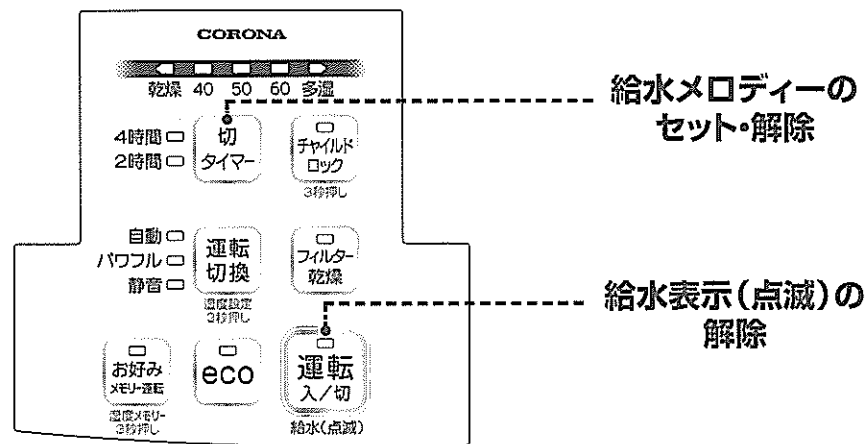 CORONA
乾燥 40 50 60 多湿
給水メロディーの
セット・解除
4時間
2時間
切
タイマー
チャイルド
ロック
3秒押し
自動
パワフル
静音
運転
切換
湿度設定
3秒押し
フィルター
乾燥
給水表示(点滅)の
解除
お好み
メモリー運転
湿度メモリー
3秒押し
eco
運転
入/切
給水(点滅)